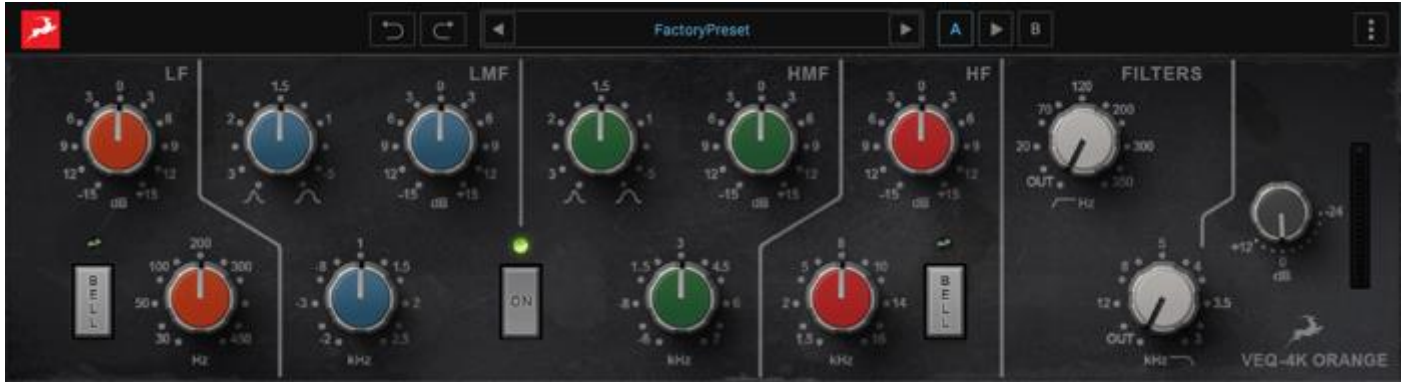 FactoryPreset A B
LF LMF HMF HF FILTERS
0 1.5 0 1.5 0 0 120
3 3 3 3 3 3 3 3 70 200
6 6 2 1 6 6 2 1 6 6 6 6
9 9 9 9 9 9 9 9 20 300
12 12 3 .5 12 12 3 .5 12 12 12 12 OUT 350
-15 +15 -15 +15 -15 +15 -15 +15
dB dB dB dB Hz
200 1 3 8 5
100 300 .8 1.5 1.5 4.5 5 10 8 4
BELL 50 ON 2 6 2 14 BELL 12 3.5
30 450 2.5 1.5 16 OUT 3
Hz kHz kHz kHz kHz
-24
+12 0
dB
VEQ-4K ORANGE